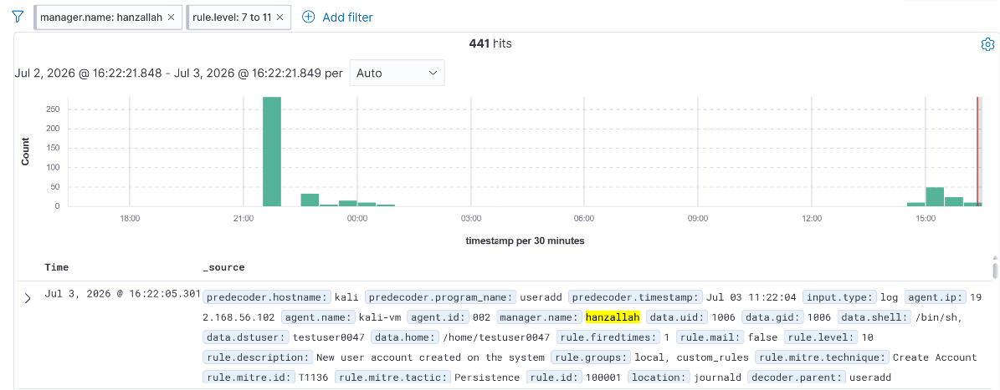 manager.name: hanzallah × rule.level: 7 to 11 × Add filter
441 hits
Jul 2, 2026 @ 16:22:21.848 - Jul 3, 2026 @ 16:22:21.849 per Auto
Count
250
200
150
100
50
0
18:00 21:00 00:00 03:00 06:00 09:00 12:00 15:00
timestamp per 30 minutes
Time _source
Jul 3, 2026 @ 16:22:05.301 predecoder.hostname: kali predecoder.program_name: useradd predecoder.timestamp: Jul 03 11:22:04 input.type: log agent.ip: 19
2.168.56.102 agent.name: kali-vm agent.id: 002 manager.name: hanzallah data.uid: 1006 data.gid: 1006 data.shell: /bin/sh,
data.dstuser: testuser0047 data.home: /home/testuser0047 rule.firedtimes: 1 rule.mail: false rule.level: 10
rule.description: New user account created on the system rule.groups: local, custom_rules rule.mitre.technique: Create Account
rule.mitre.id: T1136 rule.mitre.tactic: Persistence rule.id: 100001 location: journald decoder.parent: useradd